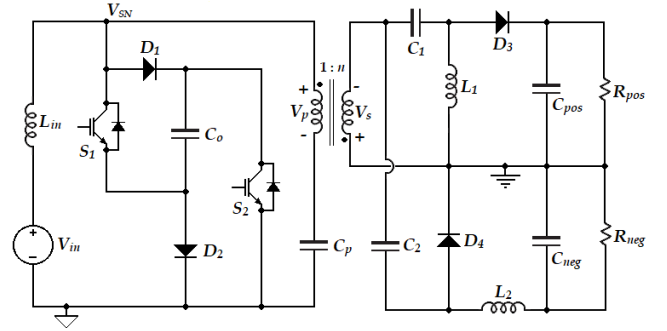 V_SN
D_1
C_1
D_3
1 : n
L_in
S_1
C_o
V_p
V_s
L_1
C_pos
R_pos
+
-
-
+
S_2
V_in
+
−
D_2
C_p
C_2
D_4
C_neg
R_neg
L_2